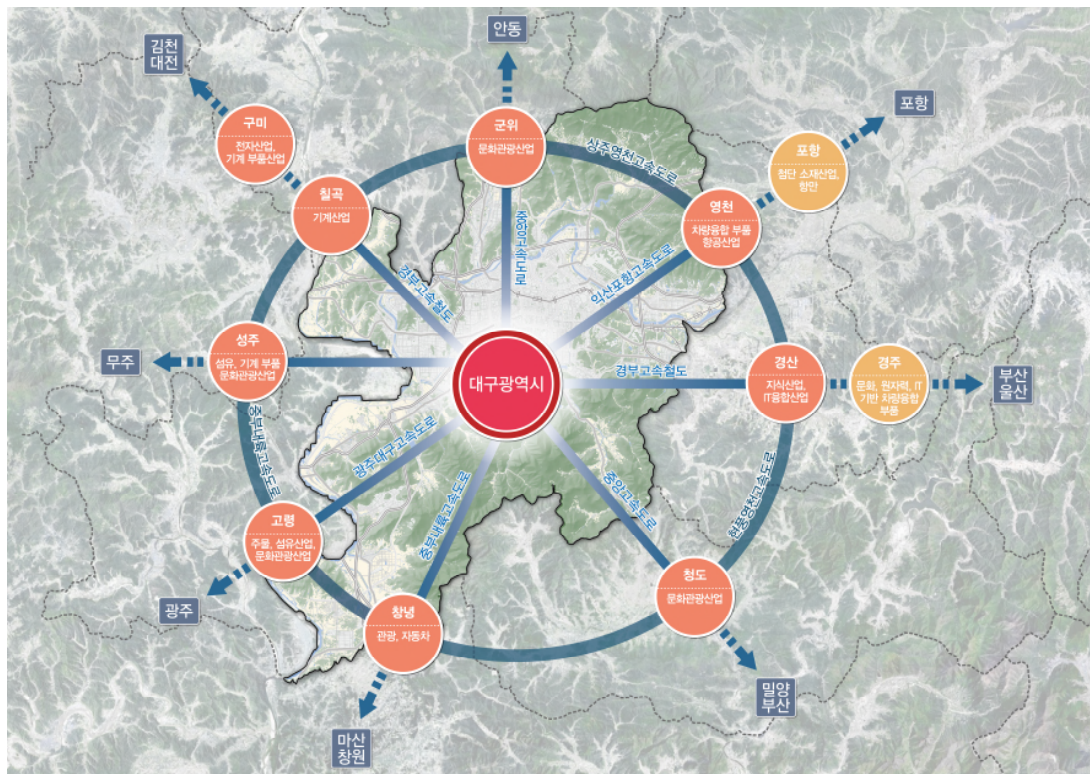 안동
김천
대전
포항
구미
전자산업,
기계 부품산업
군위
문화관광산업
상주영천고속도로
포항
첨단 소재산업,
항만
칠곡
기계산업
영천
차량융합 부품
항공산업
중앙고속도로
익산포항고속도로
경부고속철도
성주
섬유, 기계 부품
문화관광산업
무주
대구광역시
경부고속철도
경산
지식산업,
IT융합산업
경주
문화, 원자력, IT
기반 차량융합
부품
부산
울산
중부내륙고속도로
광주대구고속도로
중부내륙고속도로
중앙고속도로
현풍영천고속도로
고령
주물, 섬유산업,
문화관광산업
광주
창녕
관광, 자동차
청도
문화관광산업
마산
창원
밀양
부산